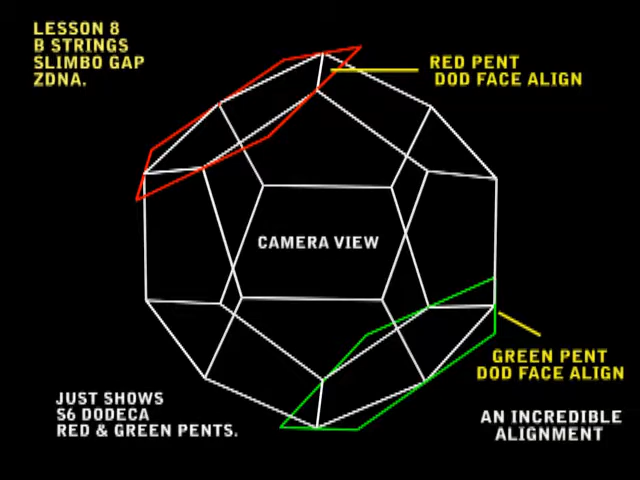 LESSON 8
B STRINGS
SLIMBO GAP
ZDNA.
RED PENT
DOD FACE ALIGN
CAMERA VIEW
GREEN PENT
DOD FACE ALIGN
JUST SHOWS
S6 DODECA
RED & GREEN PENTS.
AN INCREDIBLE
ALIGNMENT